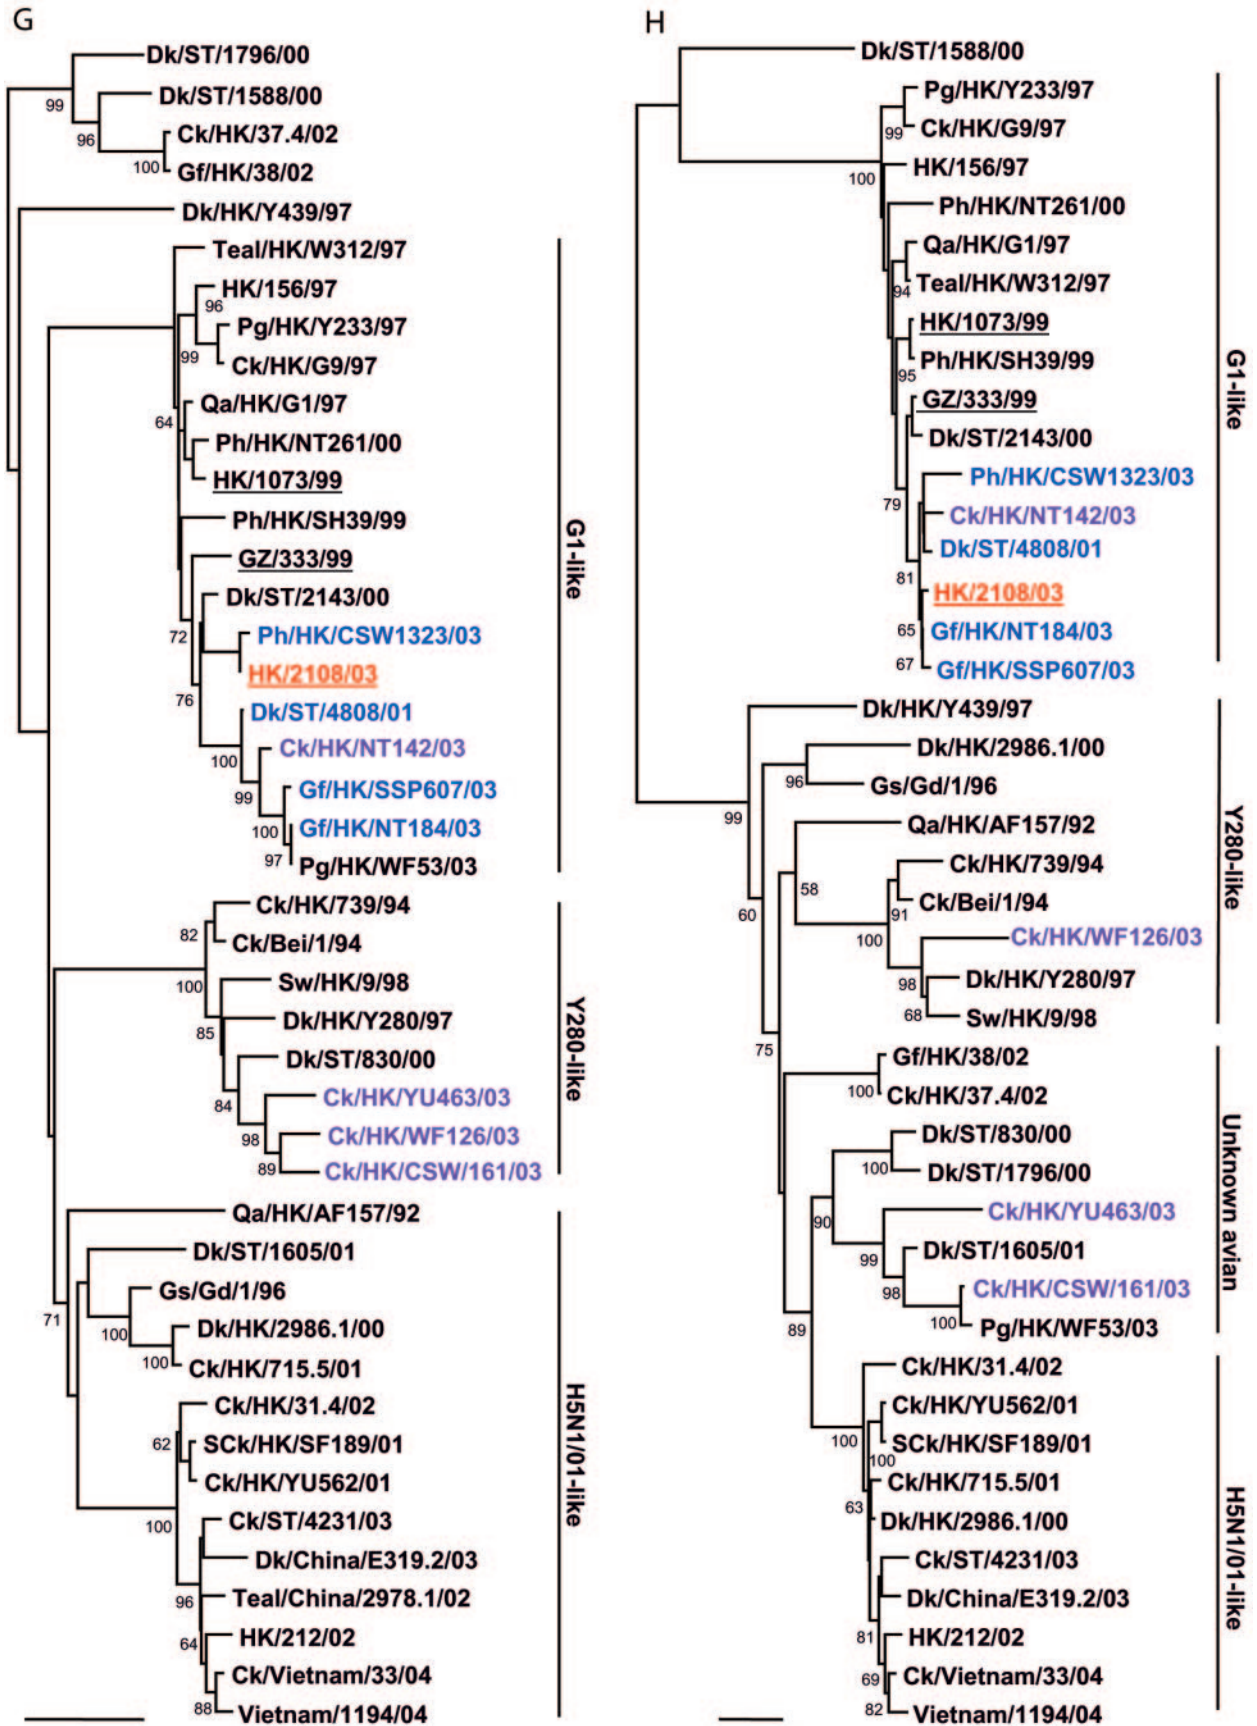 G
Dk/ST/1796/00
99
Dk/ST/1588/00
96
Ck/HK/37.4/02
100
Gf/HK/38/02
Dk/HK/Y439/97
Teal/HK/W312/97
HK/156/97
96
Pg/HK/Y233/97
99
Ck/HK/G9/97
Qa/HK/G1/97
64
Ph/HK/NT261/00
HK/1073/99
Ph/HK/SH39/99
GZ/333/99
Dk/ST/2143/00
72
Ph/HK/CSW1323/03
HK/2108/03
76
Dk/ST/4808/01
Ck/HK/NT142/03
100
Gf/HK/SSP607/03
99
Gf/HK/NT184/03
100
Pg/HK/WF53/03
97
G1-like
Ck/HK/739/94
82
Ck/Bei/1/94
Sw/HK/9/98
100
Dk/HK/Y280/97
85
Dk/ST/830/00
Ck/HK/YU463/03
84
Ck/HK/WF126/03
98
Ck/HK/CSW/161/03
89
Y280-like
Qa/HK/AF157/92
Dk/ST/1605/01
Gs/Gd/1/96
71
Dk/HK/2986.1/00
100
Ck/HK/715.5/01
100
Ck/HK/31.4/02
SCk/HK/SF189/01
62
Ck/HK/YU562/01
Ck/ST/4231/03
100
Dk/China/E319.2/03
Teal/China/2978.1/02
96
HK/212/02
64
Ck/Vietnam/33/04
Vietnam/1194/04
88
H5N1/01-like
H
Dk/ST/1588/00
Pg/HK/Y233/97
Ck/HK/G9/97
99
HK/156/97
100
Ph/HK/NT261/00
Qa/HK/G1/97
Teal/HK/W312/97
94
HK/1073/99
Ph/HK/SH39/99
95
GZ/333/99
Dk/ST/2143/00
Ph/HK/CSW1323/03
79
Ck/HK/NT142/03
Dk/ST/4808/01
81
HK/2108/03
Gf/HK/NT184/03
65
Gf/HK/SSP607/03
67
G1-like
Dk/HK/Y439/97
Dk/HK/2986.1/00
96
Gs/Gd/1/96
99
Qa/HK/AF157/92
Ck/HK/739/94
58
Ck/Bei/1/94
91
60
Ck/HK/WF126/03
100
Dk/HK/Y280/97
98
Sw/HK/9/98
68
Y280-like
75
Gf/HK/38/02
Ck/HK/37.4/02
100
Dk/ST/830/00
Dk/ST/1796/00
100
Ck/HK/YU463/03
90
Dk/ST/1605/01
99
Ck/HK/CSW/161/03
98
Pg/HK/WF53/03
100
89
Unknown avian
Ck/HK/31.4/02
Ck/HK/YU562/01
SCk/HK/SF189/01
100
100
Ck/HK/715.5/01
63
Dk/HK/2986.1/00
Ck/ST/4231/03
Dk/China/E319.2/03
HK/212/02
81
Ck/Vietnam/33/04
69
Vietnam/1194/04
82
H5N1/01-like